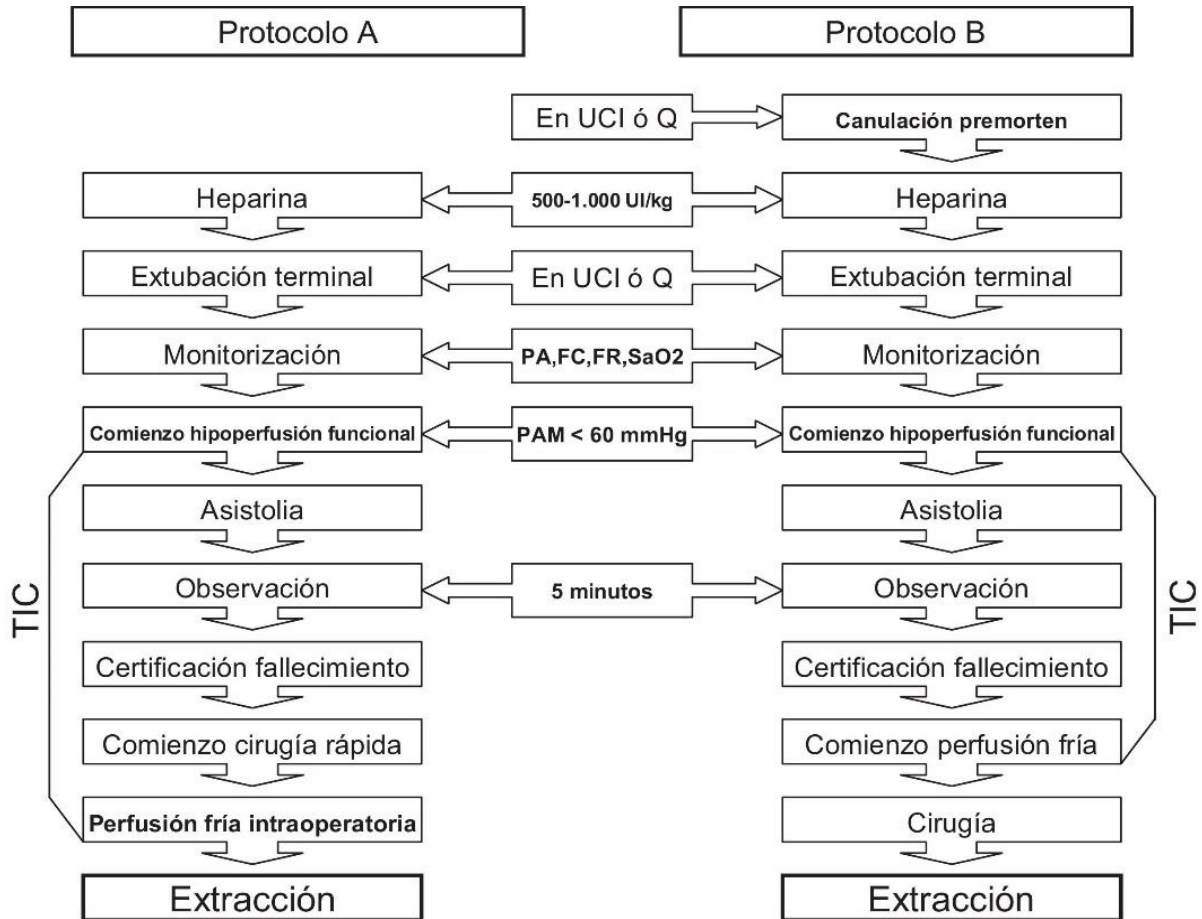 Protocolo A
Protocolo B
En UCI ó Q
Canulación premorten
Heparina
500-1.000 UI/kg
Heparina
Extubación terminal
En UCI ó Q
Extubación terminal
Monitorización
PA,FC,FR,SaO2
Monitorización
Comienzo hipoperfusión funcional
PAM < 60 mmHg
Comienzo hipoperfusión funcional
Asistolia
Asistolia
TIC
Observación
5 minutos
Observación
TIC
Certificación fallecimiento
Certificación fallecimiento
Comienzo cirugía rápida
Comienzo perfusión fría
Perfusión fría intraoperatoria
Cirugía
Extracción
Extracción